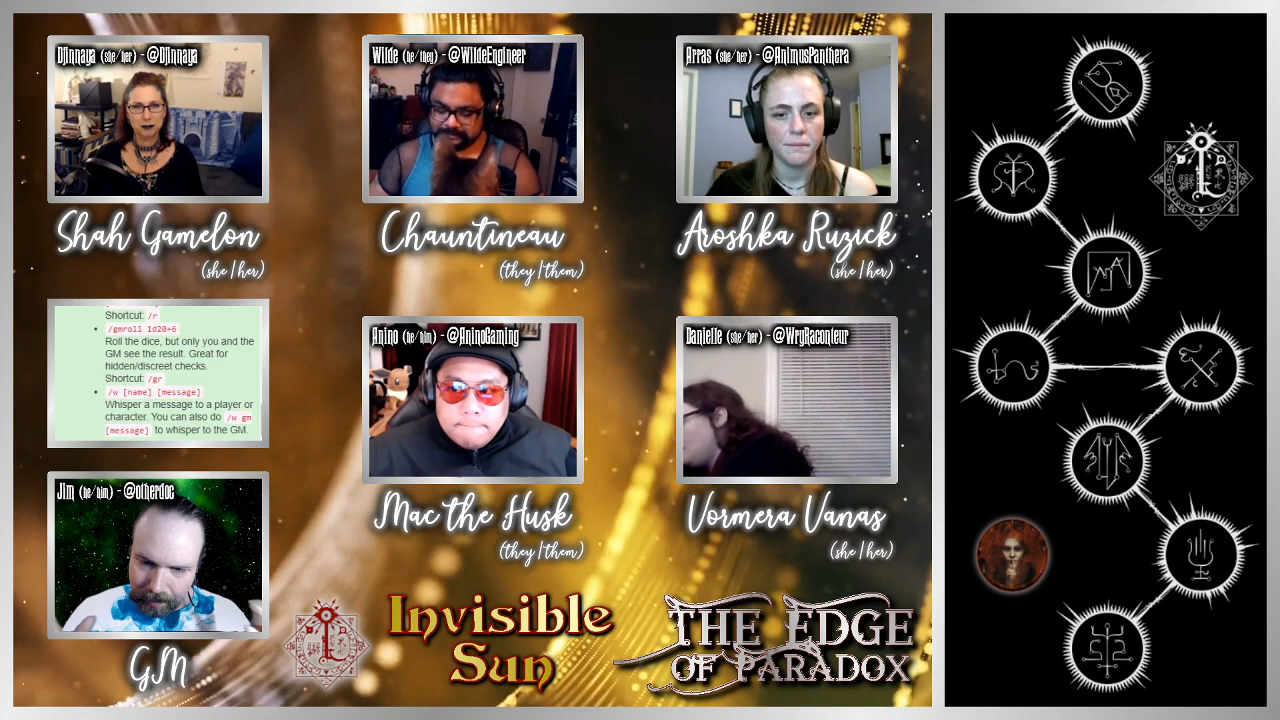 Djinnaya (she/her) - @Djinnaya
Shah Gamelon
(she/her)
Wilde (he/they) - @WildeEngineer
Chauntineau
(they/them)
Arras (she/her) - @AnimusPanthera
Aroshka Ruzick
(she/her)
Shortcut: /r
• /gmroll 1d20+6
Roll the dice, but only you and the
GM see the result. Great for
hidden/discreet checks.
Shortcut: /gr
• /w [name] [message]
Whisper a message to a player or
character. You can also do /w gm
[message] to whisper to the GM.
Anino (he/him) - @AninoGaming
Mac the Husk
(they/them)
Danielle (she/her) - @WryRaconteur
Vormera Vanas
(she/her)
Jim (he/him) - @otherdoc
GM
Invisible
Sun
THE EDGE
OF PARADOX